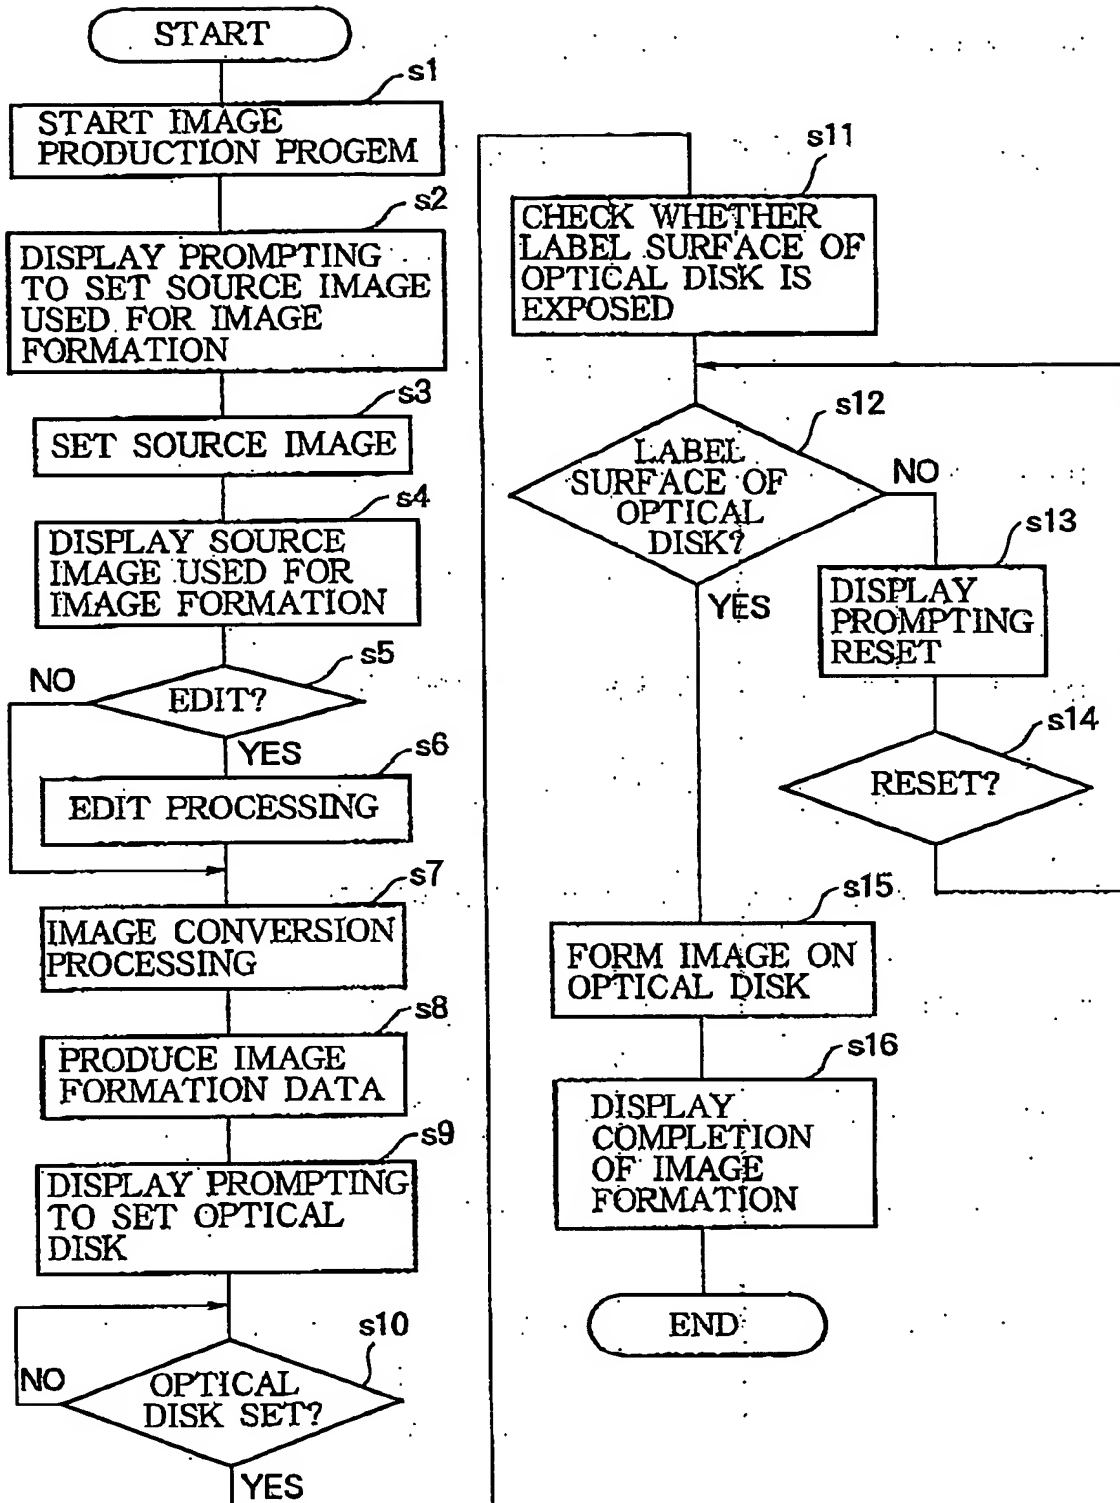 START
s1
START IMAGE
PRODUCTION PROGEM
s2
DISPLAY PROMPTING
TO SET SOURCE IMAGE
USED FOR IMAGE
FORMATION
s3
SET SOURCE IMAGE
s4
DISPLAY SOURCE
IMAGE USED FOR
IMAGE FORMATION
s5
NO
EDIT?
YES
s6
EDIT PROCESSING
s7
IMAGE CONVERSION
PROCESSING
s8
PRODUCE IMAGE
FORMATION DATA
s9
DISPLAY PROMPTING
TO SET OPTICAL
DISK
s10
NO
OPTICAL
DISK SET?
YES
s11
CHECK WHETHER
LABEL SURFACE OF
OPTICAL DISK IS
EXPOSED
s12
LABEL
SURFACE OF
OPTICAL
DISK?
NO
YES
s13
DISPLAY
PROMPTING
RESET
s14
RESET?
s15
FORM IMAGE ON
OPTICAL DISK
s16
DISPLAY
COMPLETION
OF IMAGE
FORMATION
END